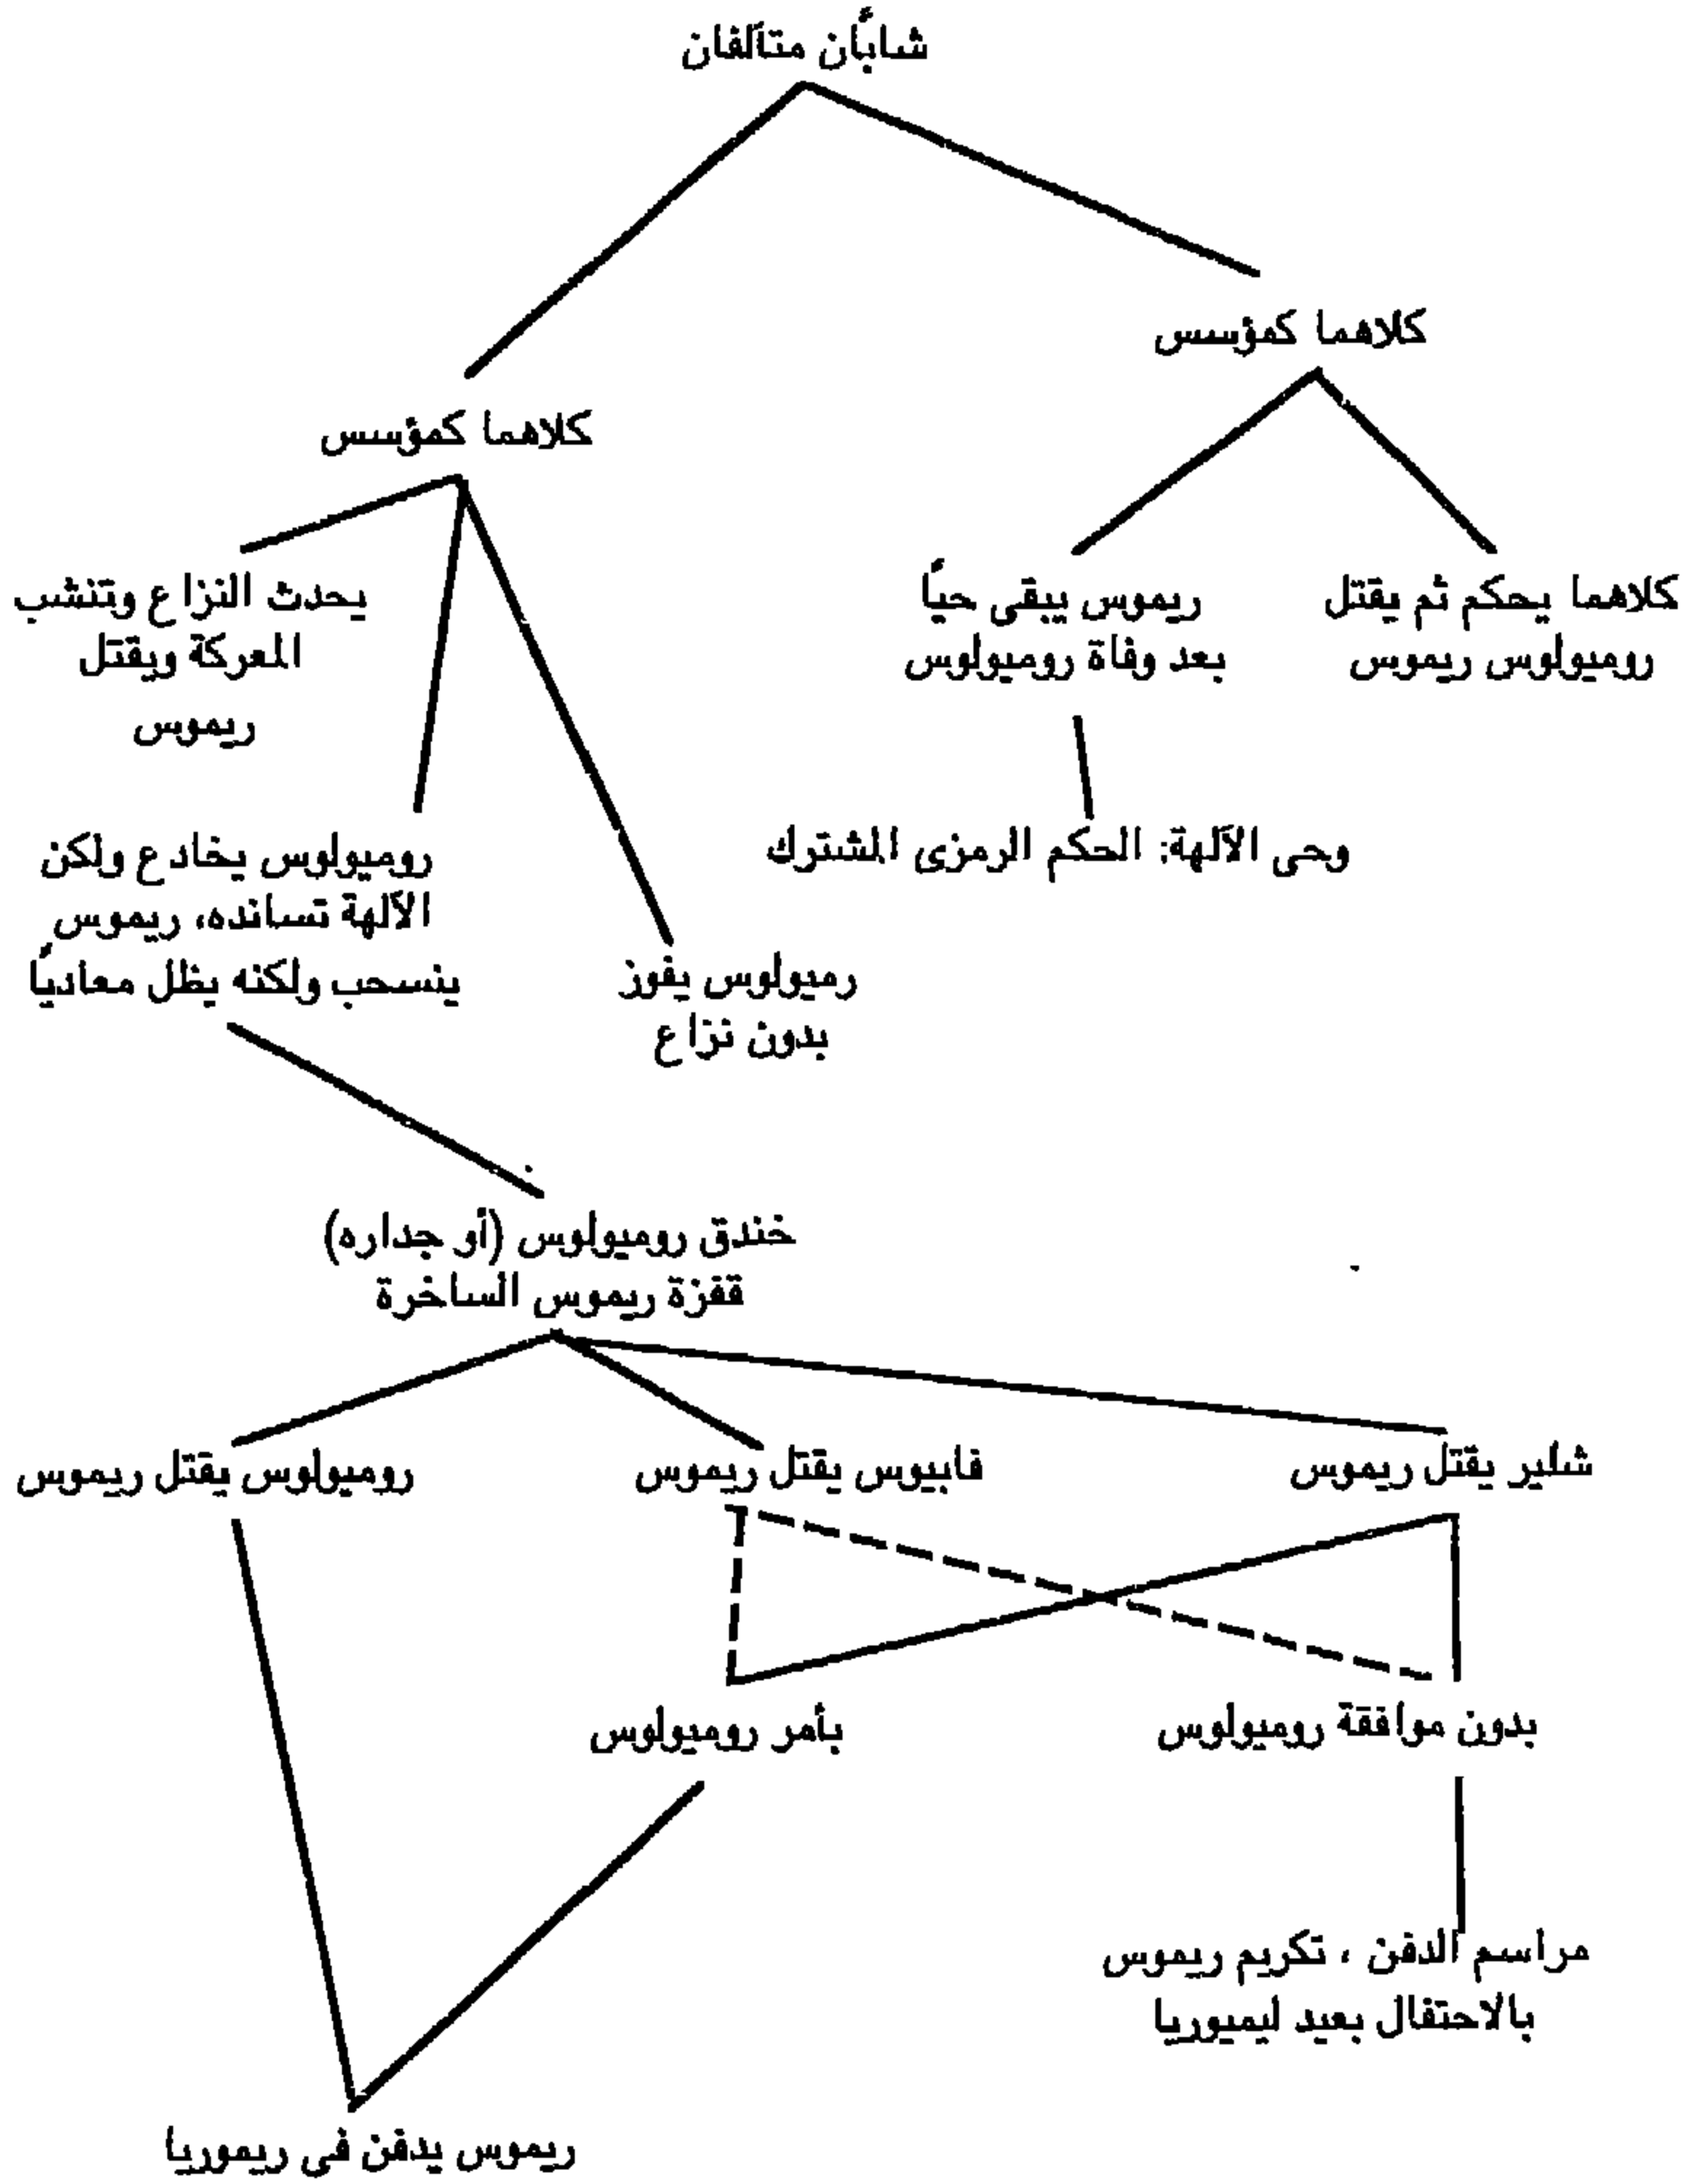 شابًان متآلفان
كلاهما كمؤسس
كلاهما كمؤسس
كلاهما يحكم ثم يقتل
روميولوس ريموس
ريموس يبقى حيًا
بعد وفاة روميولوس
يحدث النزاع وتنشب
المعركة ويقتل
ريموس
وحى الآلهة: الحكم الرمزى المشترك
روميولوس يخادع ولكن
الآلهة تسانده، ريموس
ينسحب ولكنه يظل معاديًا
رميولوس يفوز
بدون نزاع
خندق روميولوس (أو جداره)
قفزة ريموس الساخرة
شلير يقتل ريموس
فابيوس يقتل ريموس
روميولوس يقتل ريموس
بدون موافقة روميولوس
بأمر روميولوس
مراسم الدفن ، تكريم ريموس
بالاحتفال بعيد ليميوريا
ريموس يدفن فى ريموريا